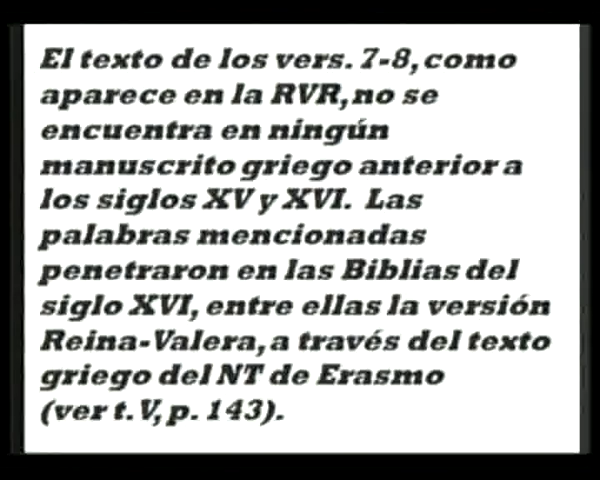 El texto de los vers. 7-8, como
aparece en la RVR, no se
encuentra en ningún
manuscrito griego anterior a
los siglos XV y XVI. Las
palabras mencionadas
penetraron en las Biblias del
siglo XVI, entre ellas la versión
Reina-Valera, a través del texto
griego del NT de Erasmo
(ver t. V, p. 143).